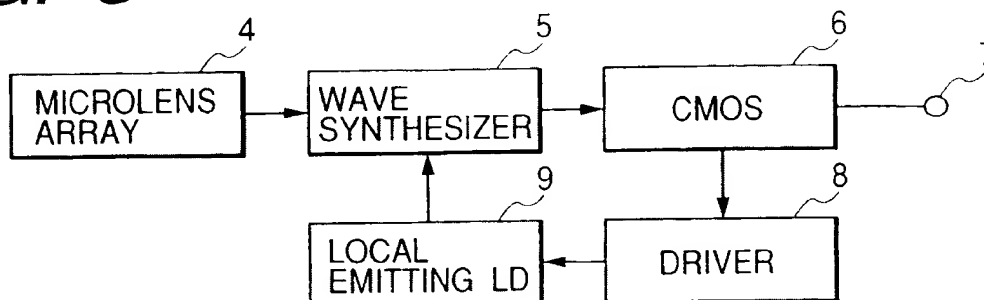 4
5
6
MICROLENS
ARRAY
WAVE
SYNTHESIZER
CMOS
9
8
LOCAL
EMITTING LD
DRIVER